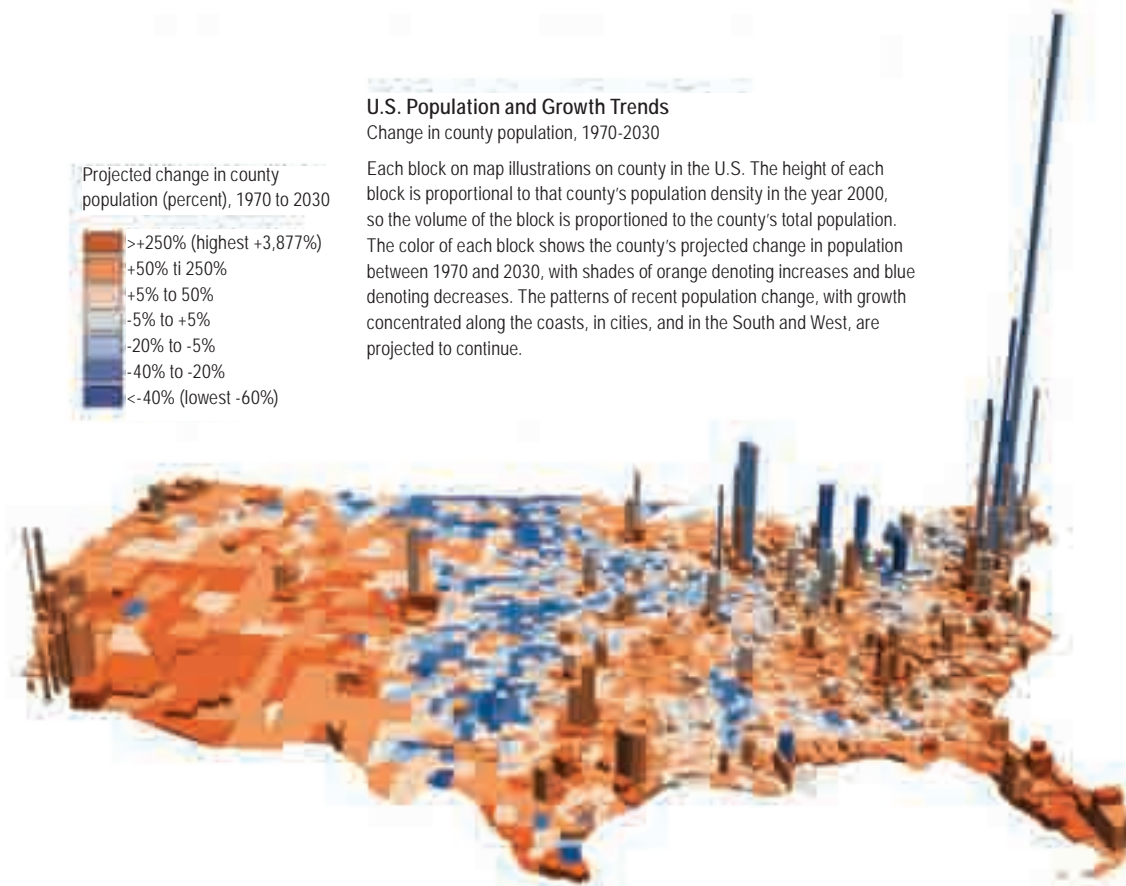 U.S. Population and Growth Trends
Change in county population, 1970-2030
Each block on map illustrations on county in the U.S. The height of each
block is proportional to that county's population density in the year 2000,
so the volume of the block is proportioned to the county's total population.
The color of each block shows the county's projected change in population
between 1970 and 2030, with shades of orange denoting increases and blue
denoting decreases. The patterns of recent population change, with growth
concentrated along the coasts, in cities, and in the South and West, are
projected to continue.
Projected change in county
population (percent), 1970 to 2030
>+250% (highest +3,877%)
+50% ti 250%
+5% to 50%
-5% to +5%
-20% to -5%
-40% to -20%
<-40% (lowest -60%)